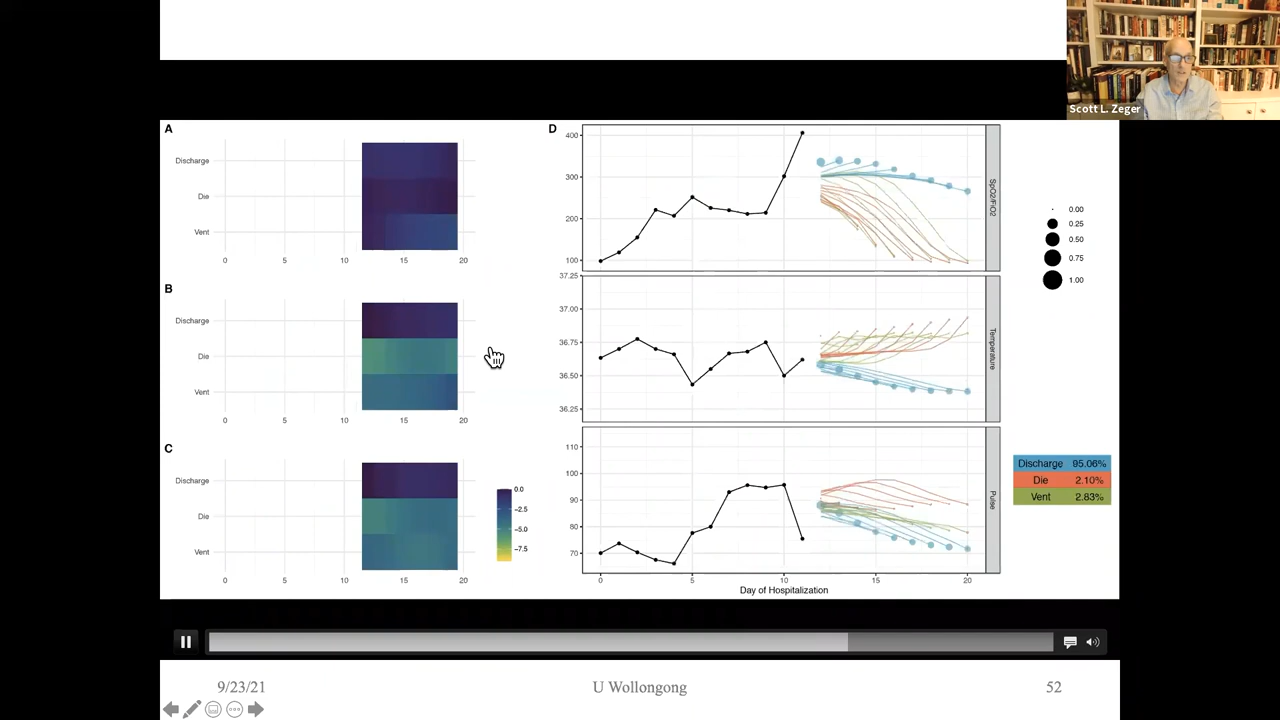 Scott L. Zeger
A
Discharge
Die
Vent
0 5 10 15 20
B
Discharge
Die
Vent
0 5 10 15 20
C
Discharge
Die
Vent
0 5 10 15 20
0.0
−2.5
−5.0
−7.5
D
400
300
200
100
SpO2/FiO2
37.25
37.00
36.75
36.50
36.25
Temperature
110
100
90
80
70
Pulse
0 5 10 15 20
Day of Hospitalization
0.00
0.25
0.50
0.75
1.00
Discharge 95.06%
Die 2.10%
Vent 2.83%
9/23/21 U Wollongong 52